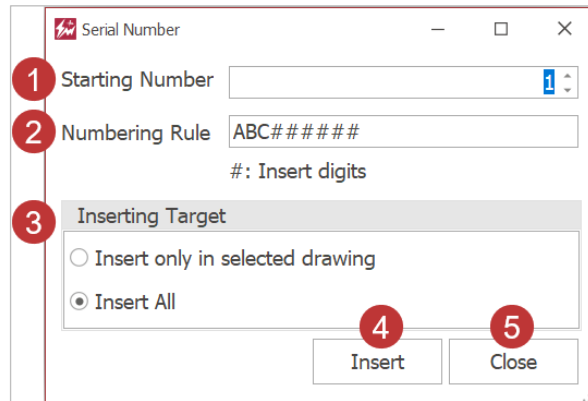 Serial Number
1 Starting Number 1
2 Numbering Rule ABC######
#: Insert digits
3 Inserting Target
Insert only in selected drawing
Insert All
4 5
Insert Close